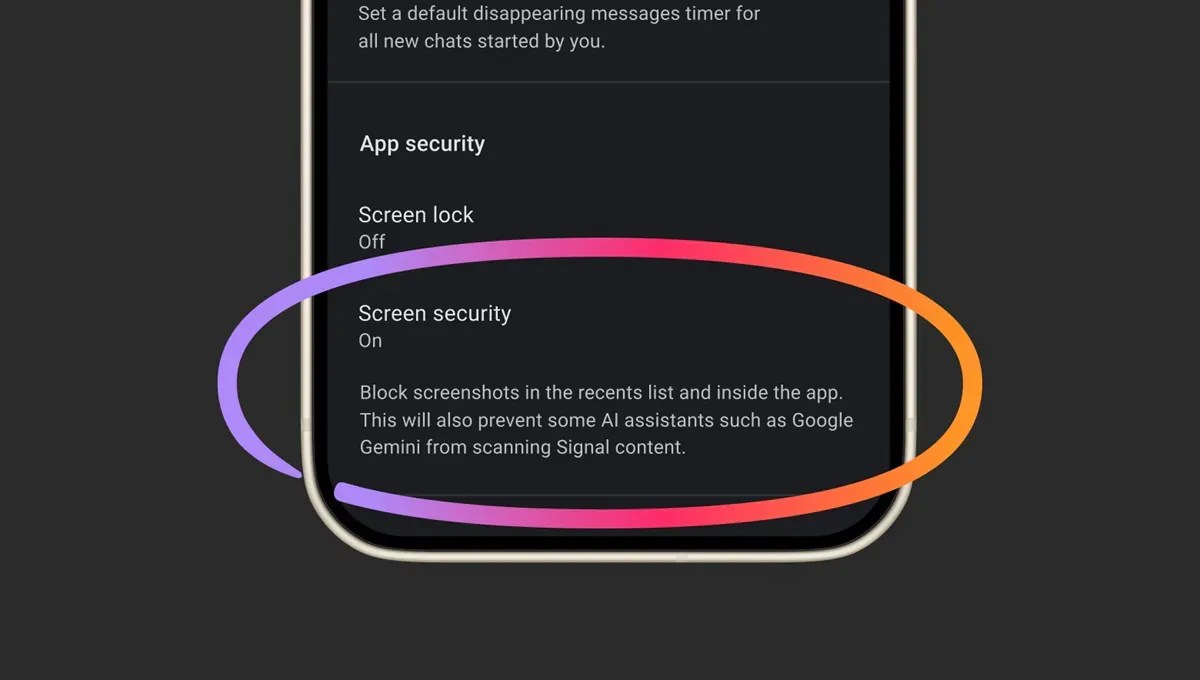 Set a default disappearing messages timer for
all new chats started by you.
App security
Screen lock
Off
Screen security
On
Block screenshots in the recents list and inside the app.
This will also prevent some AI assistants such as Google
Gemini from scanning Signal content.